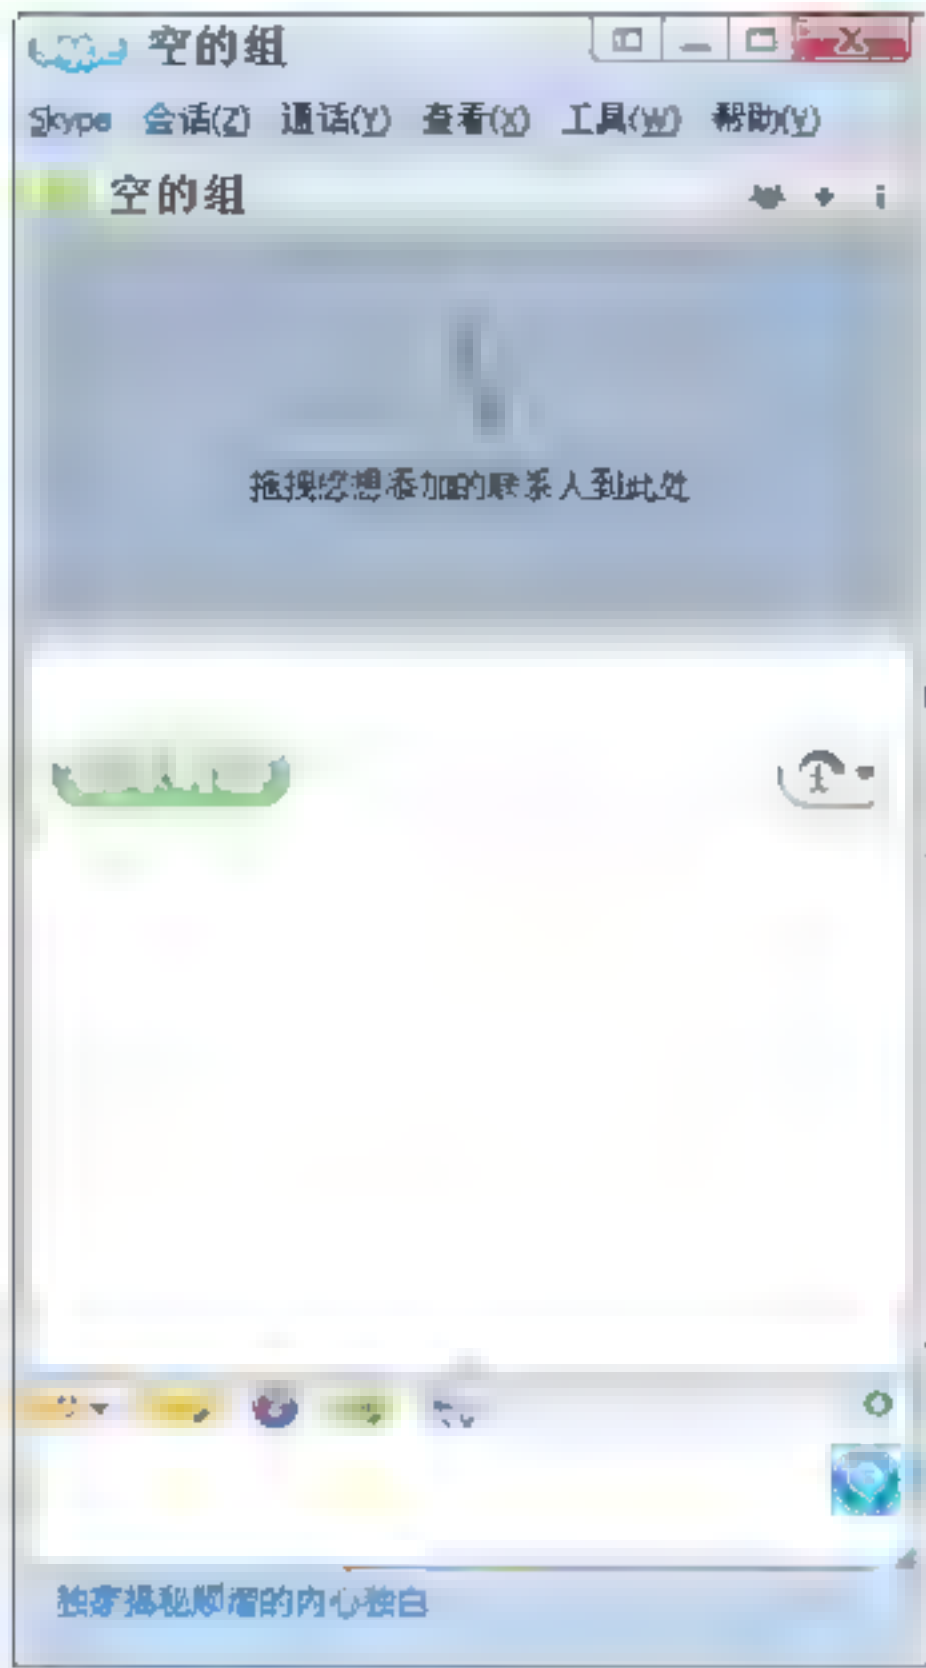 空的组
Skype 会话(Z) 通话(Y) 查看(X) 工具(W) 帮助(V)
空的组
拖拽您想添加的联系人到此处
独家揭秘顺溜的内心独白